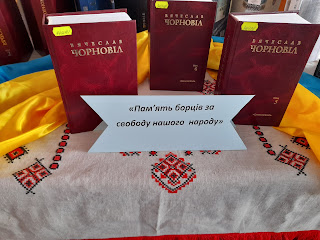 ВЯЧЕСЛАВ
ЧОРНОВІЛ
ВЯЧЕСЛАВ
ЧОРНОВІЛ
ВЯЧЕСЛАВ
ЧОРНОВІЛ
«Пам'ять борців за
свободу нашого народу»